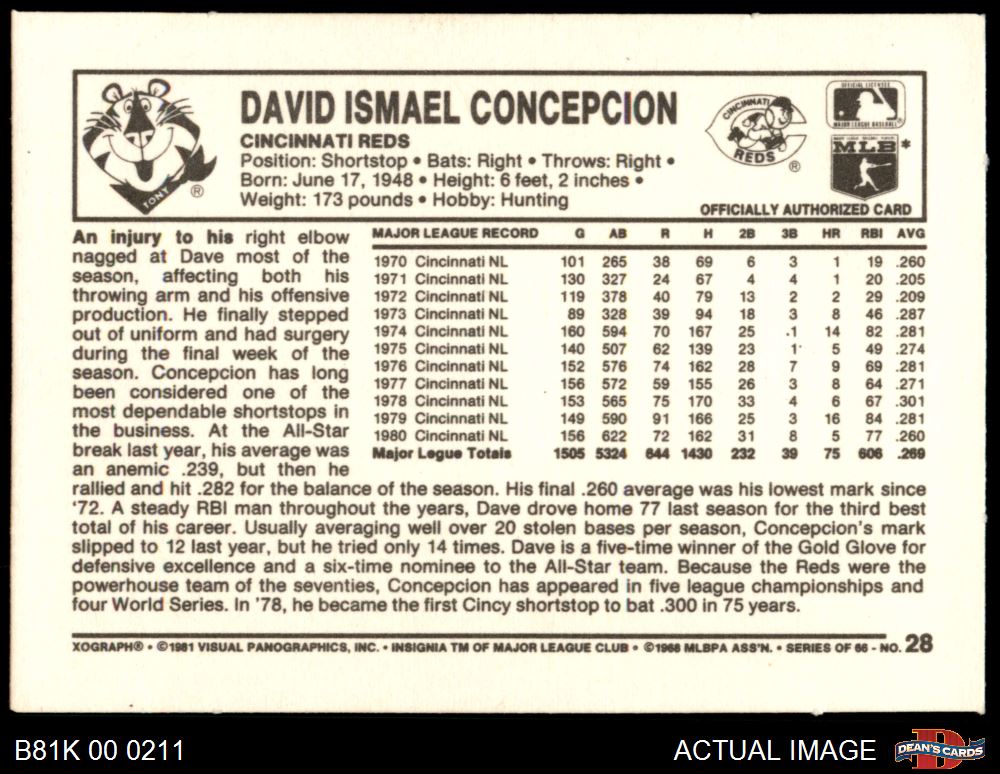 DAVID ISMAEL CONCEPCION
CINCINNATI REDS
Position: Shortstop • Bats: Right • Throws: Right •
Born: June 17, 1948 • Height: 6 feet, 2 inches •
Weight: 173 pounds • Hobby: Hunting
TONY ®
CINCINNATI
REDS ®
OFFICIAL LICENSEE
MAJOR LEAGUE BASEBALL
MLB *
OFFICIALLY AUTHORIZED CARD
An injury to his right elbow
nagged at Dave most of the
season, affecting both his
throwing arm and his offensive
production. He finally stepped
out of uniform and had surgery
during the final week of the
season. Concepcion has long
been considered one of the
most dependable shortstops in
the business. At the All-Star
break last year, his average was
an anemic .239, but then he
rallied and hit .282 for the balance of the season. His final .260 average was his lowest mark since
'72. A steady RBI man throughout the years, Dave drove home 77 last season for the third best
total of his career. Usually averaging well over 20 stolen bases per season, Concepcion's mark
slipped to 12 last year, but he tried only 14 times. Dave is a five-time winner of the Gold Glove for
defensive excellence and a six-time nominee to the All-Star team. Because the Reds were the
powerhouse team of the seventies, Concepcion has appeared in five league championships and
four World Series. In '78, he became the first Cincy shortstop to bat .300 in 75 years.
MAJOR LEAGUE RECORD G AB R H 2B 3B HR RBI AVG
1970 Cincinnati NL 101 265 38 69 6 3 1 19 .260
1971 Cincinnati NL 130 327 24 67 4 4 1 20 .205
1972 Cincinnati NL 119 378 40 79 13 2 2 29 .209
1973 Cincinnati NL 89 328 39 94 18 3 8 46 .287
1974 Cincinnati NL 160 594 70 167 25 1 14 82 .281
1975 Cincinnati NL 140 507 62 139 23 1 5 49 .274
1976 Cincinnati NL 152 576 74 162 28 7 9 69 .281
1977 Cincinnati NL 156 572 59 155 26 3 8 64 .271
1978 Cincinnati NL 153 565 75 170 33 4 6 67 .301
1979 Cincinnati NL 149 590 91 166 25 3 16 84 .281
1980 Cincinnati NL 156 622 72 162 31 8 5 77 .260
Major Legue Totals 1505 5324 644 1430 232 39 75 606 .269
XOGRAPH® • ©1981 VISUAL PANOGRAPHICS, INC. • INSIGNIA TM OF MAJOR LEAGUE CLUB • ©1968 MLBPA ASS'N. • SERIES OF 66 - NO. 28
B81K 00 0211
ACTUAL IMAGE
DEAN'S CARDS